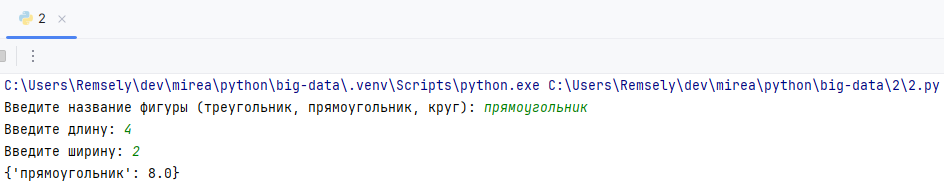 2
C:\Users\Remsely\dev\mirea\python\big-data\.venv\Scripts\python.exe C:\Users\Remsely\dev\mirea\python\big-data\2\2.py
Введите название фигуры (треугольник, прямоугольник, круг): прямоугольник
Введите длину: 4
Введите ширину: 2
{'прямоугольник': 8.0}